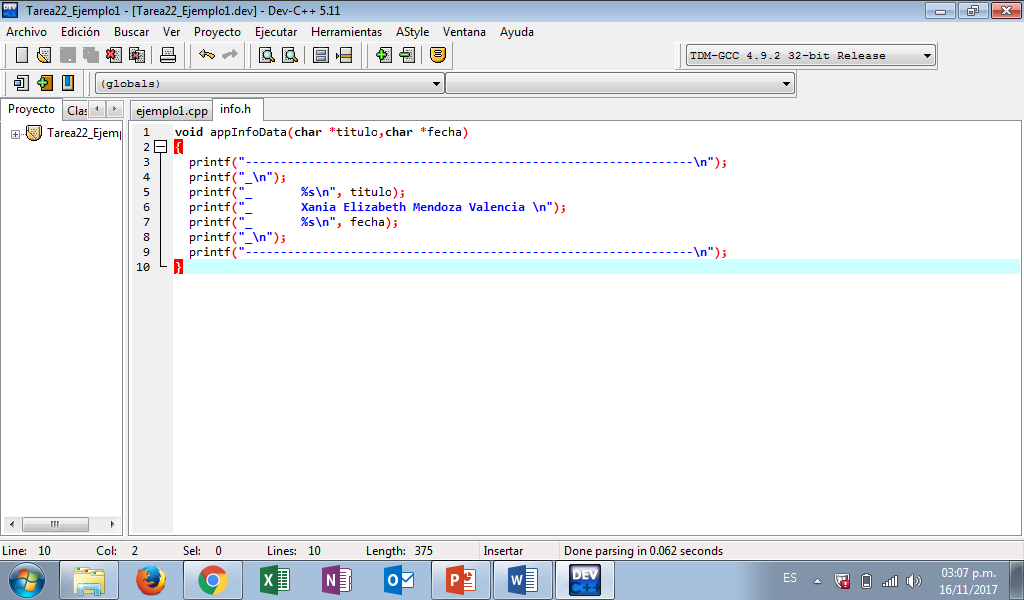 Tarea22_Ejemplo1 - [Tarea22_Ejemplo1.dev] - Dev-C++ 5.11
Archivo Edición Buscar Ver Proyecto Ejecutar Herramientas AStyle Ventana Ayuda
TDM-GCC 4.9.2 32-bit Release
(globals)
Proyecto Clas ejemplo1.cpp info.h
Tarea22_Ejemp
1 void appInfoData(char *titulo,char *fecha)
2 {
3 printf("----------------------------------------------------------------\n");
4 printf("_\n");
5 printf("_       %s\n", titulo);
6 printf("_       Xania Elizabeth Mendoza Valencia \n");
7 printf("_       %s\n", fecha);
8 printf("_\n");
9 printf("----------------------------------------------------------------\n");
10 }
Line: 10 Col: 2 Sel: 0 Lines: 10 Length: 375 Insertar Done parsing in 0.062 seconds
DEV C++
ES
03:07 p.m.
16/11/2017